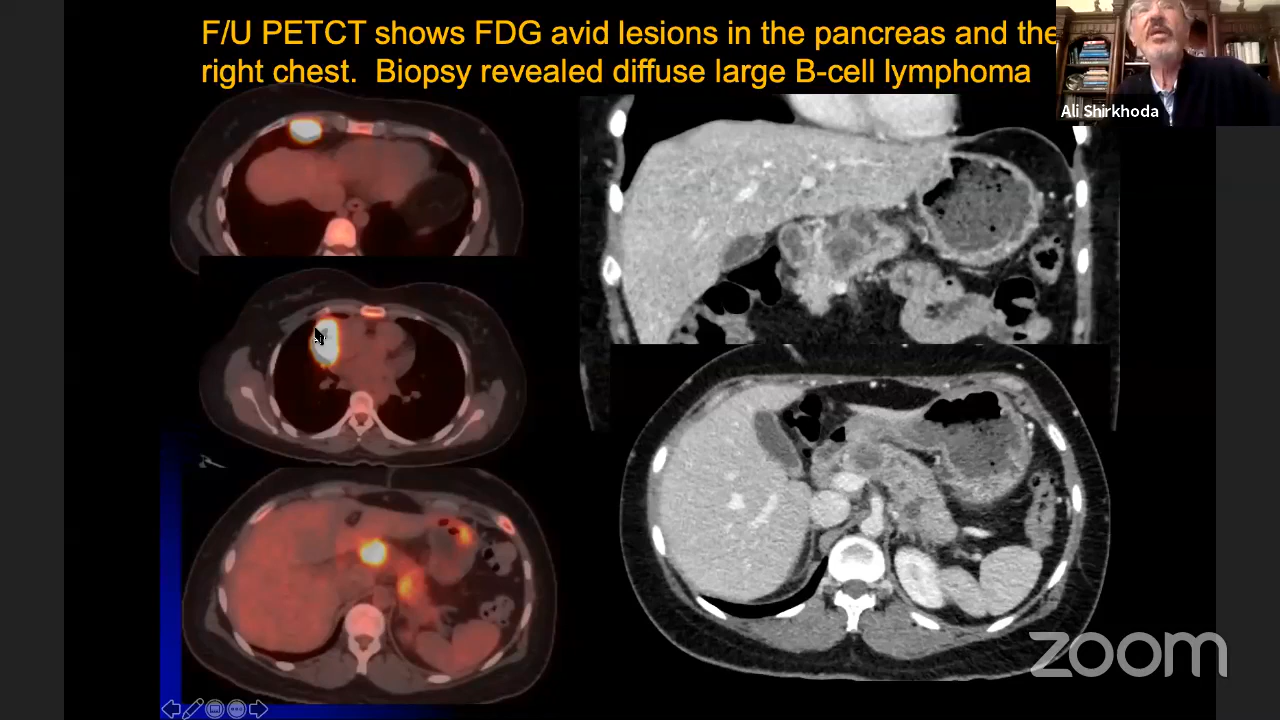 F/U PETCT shows FDG avid lesions in the pancreas and the
right chest. Biopsy revealed diffuse large B-cell lymphoma
Ali Shirkhoda
zoom